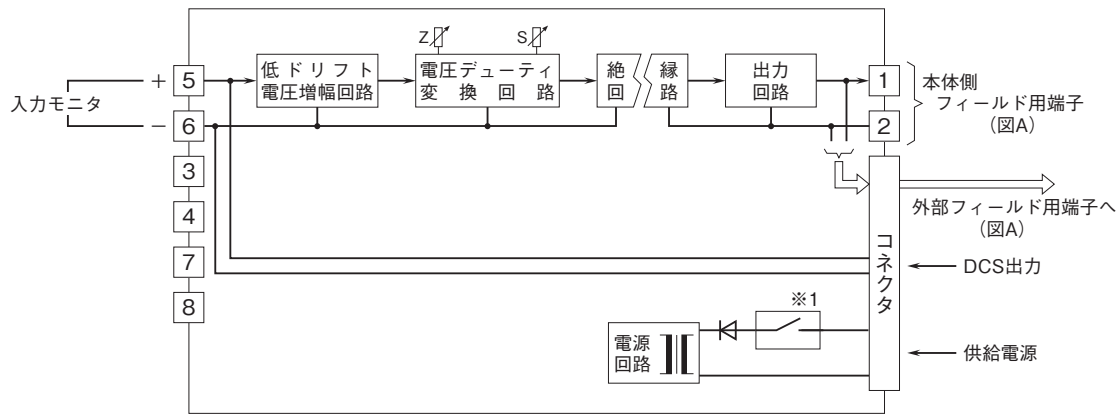 Z
S
低ドリフト
電圧増幅回路
電圧デューティ
変換回路
絶縁
回路
出力
回路
+
5
入力モニタ
−
6
3
4
7
8
1
2
本体側
フィールド用端子
(図A)
外部フィールド用端子へ
(図A)
コネクタ
DCS出力
※1
電源
回路
供給電源